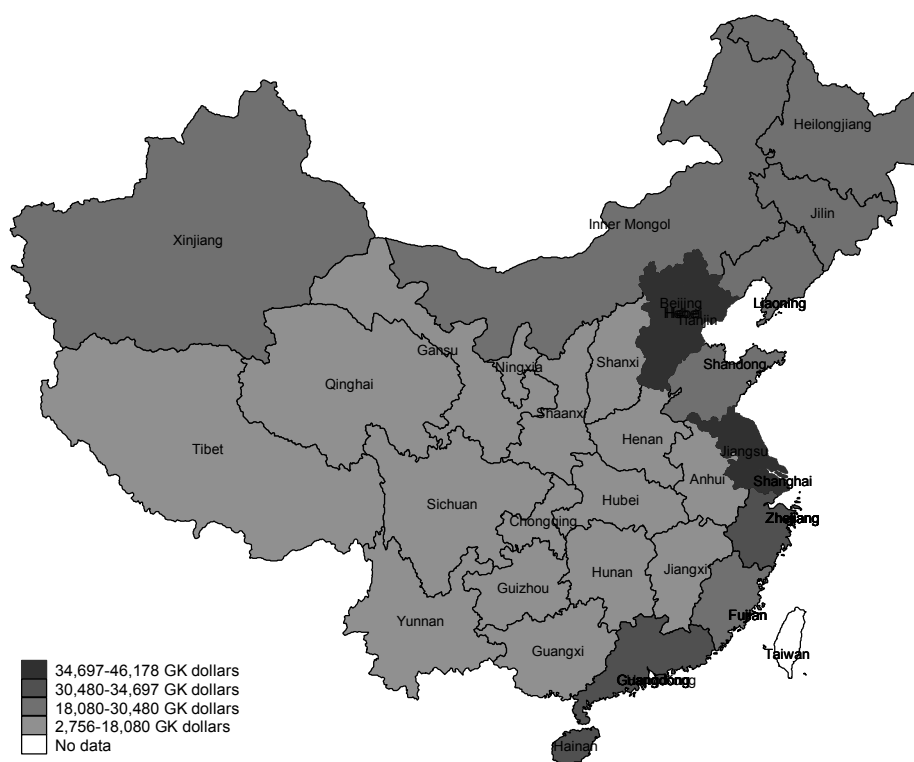 Heilongjiang
Jilin
Inner Mongol
Xinjiang
Beijing
Liaoning
Hebei
Tianjin
Gansu
Shandong
Ningxia
Shanxi
Qinghai
Shaanxi
Henan
Jiangsu
Tibet
Anhui
Shanghai
Sichuan
Hubei
Chongqing
Zhejiang
Hunan
Jiangxi
Guizhou
Yunnan
Fujian
Guangxi
Taiwan
Guangdong
Hainan
34,697-46,178 GK dollars
30,480-34,697 GK dollars
18,080-30,480 GK dollars
2,756-18,080 GK dollars
No data